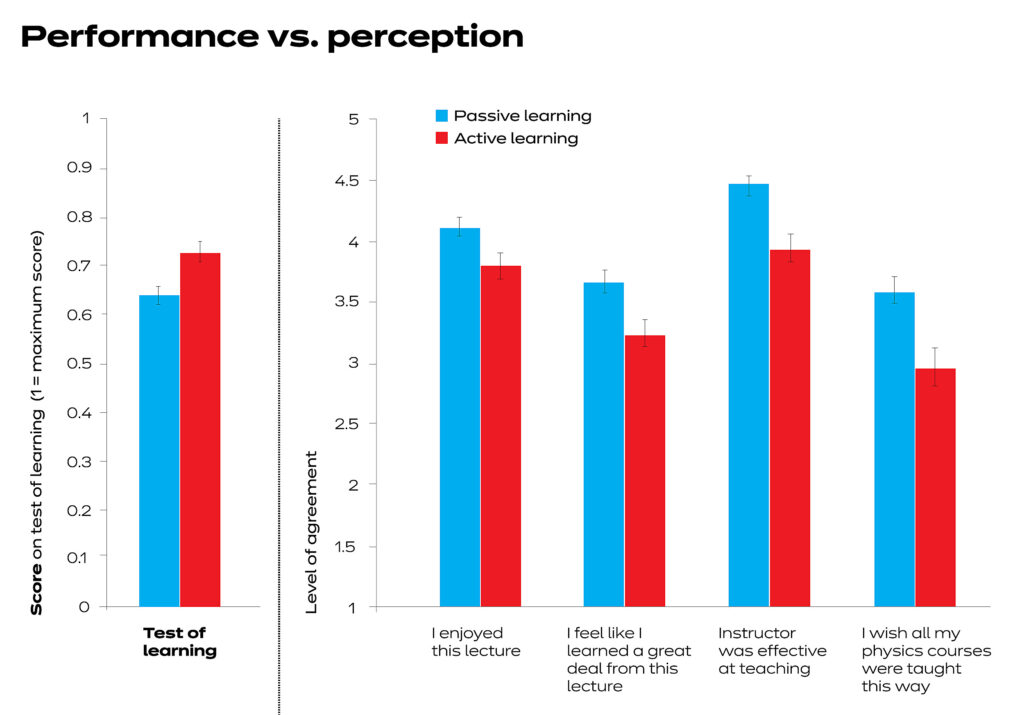 Performance vs. perception
Score on test of learning (1 = maximum score)
1
0.9
0.8
0.7
0.6
0.5
0.4
0.3
0.2
0.1
0
Test of
learning
Passive learning
Active learning
Level of agreement
5
4.5
4
3.5
3
2.5
2
1.5
1
I enjoyed
this lecture
I feel like I
learned a great
deal from this
lecture
Instructor
was effective
at teaching
I wish all my
physics courses
were taught
this way